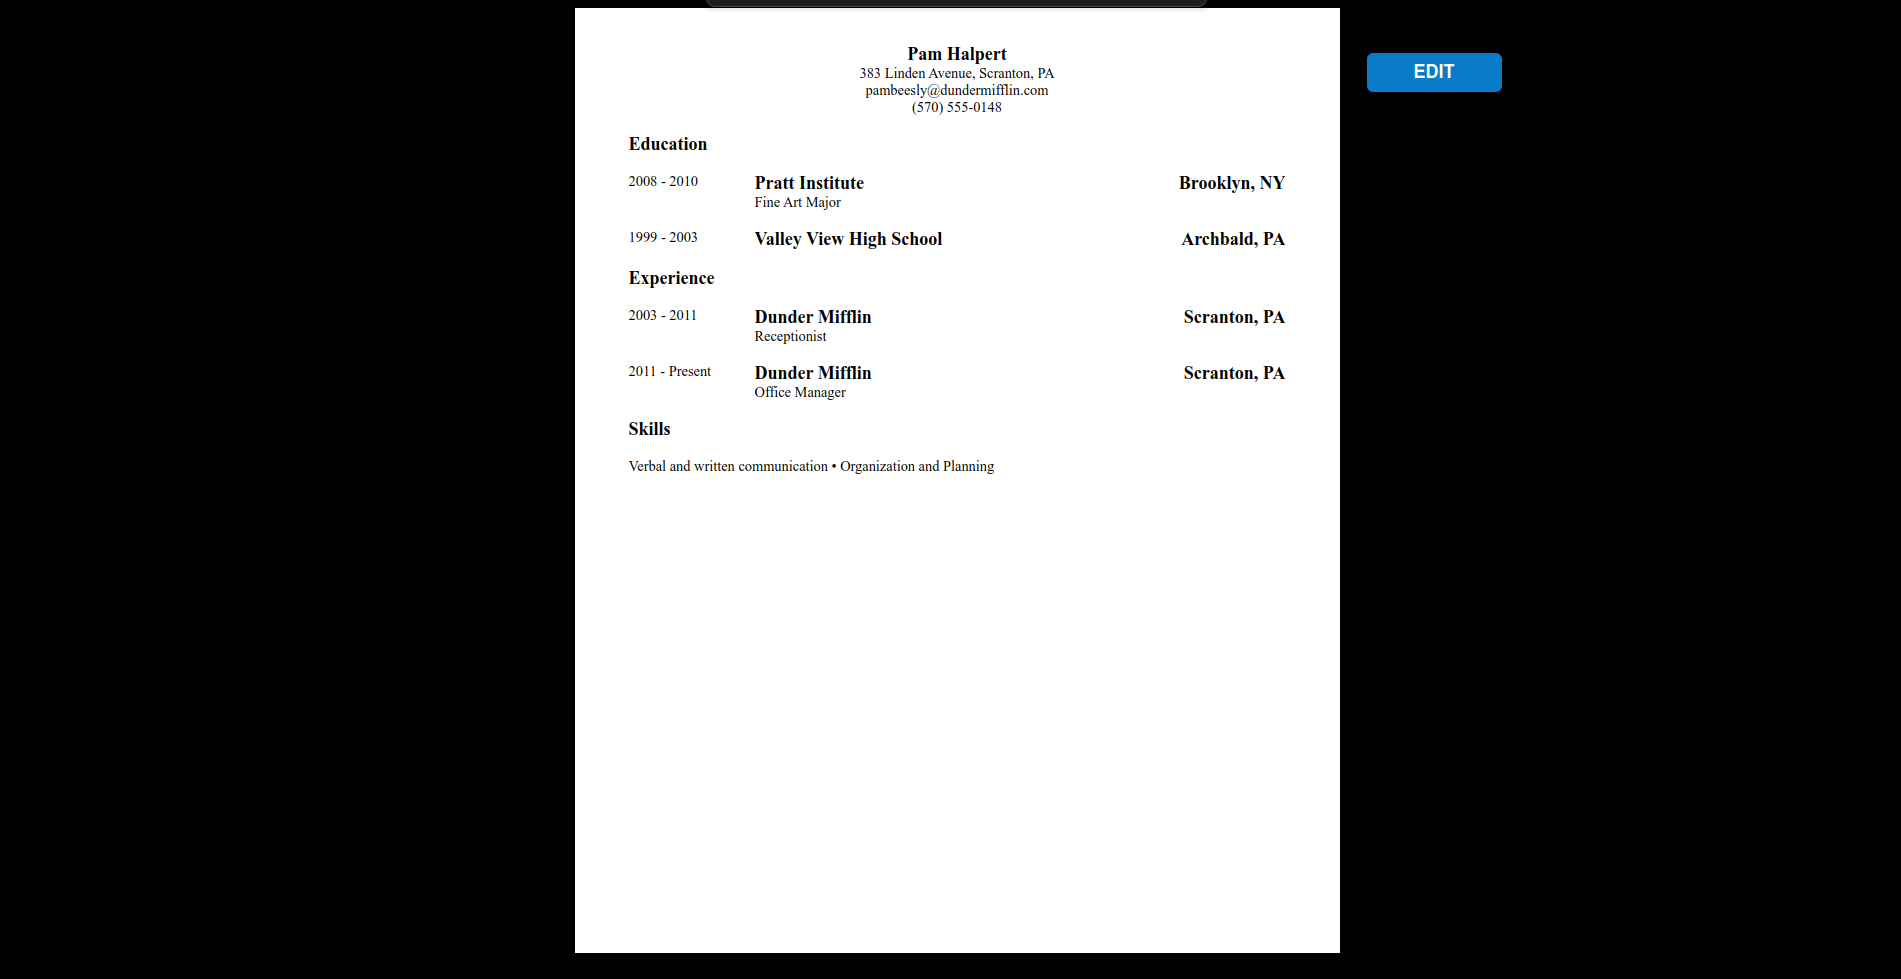 Pam Halpert
383 Linden Avenue, Scranton, PA
pambeesly@dundermifflin.com
(570) 555-0148
EDIT
Education
2008 - 2010 Pratt Institute Brooklyn, NY
Fine Art Major
1999 - 2003 Valley View High School Archbald, PA
Experience
2003 - 2011 Dunder Mifflin Scranton, PA
Receptionist
2011 - Present Dunder Mifflin Scranton, PA
Office Manager
Skills
Verbal and written communication • Organization and Planning